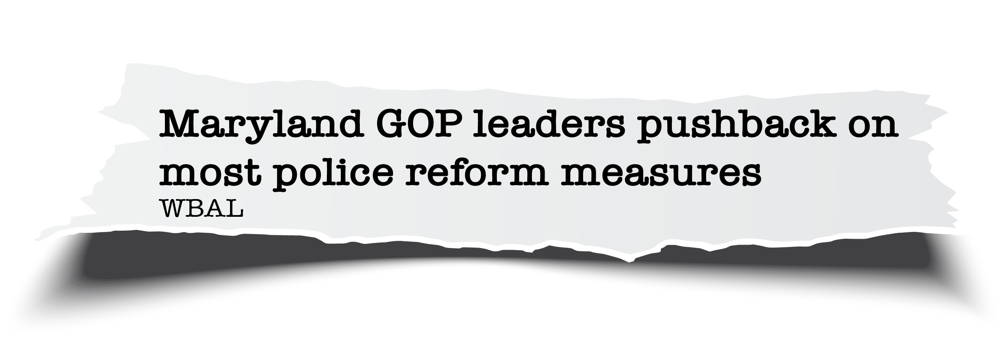 Maryland GOP leaders pushback on
most police reform measures
WBAL